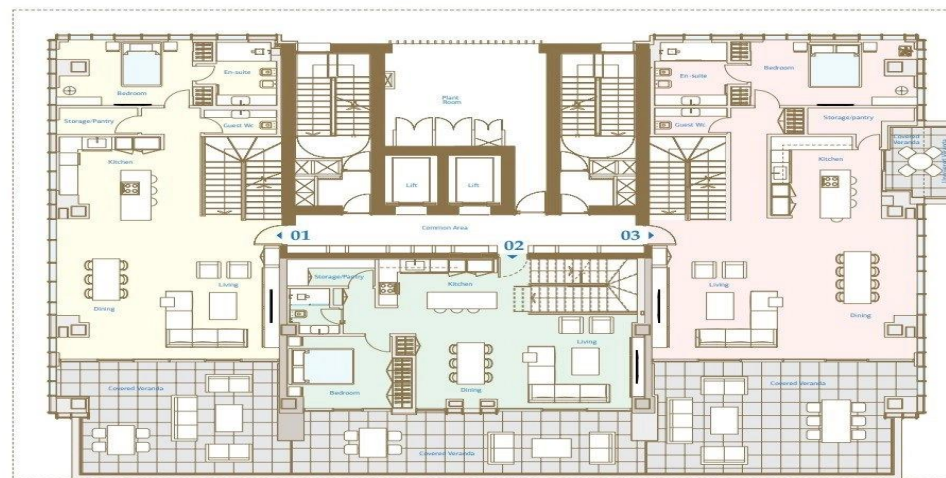 Bedroom
En-suite
Storage/Pantry
Guest Wc
Kitchen
Dining
Living
Covered Veranda
Plant
Room
Lift
Lift
Common Area
01
02
03
Storage/Pantry
Kitchen
Living
Dining
Bedroom
Covered Veranda
En-suite
Bedroom
Guest Wc
Storage/pantry
Kitchen
Covered
Veranda
Living
Dining
Covered Veranda